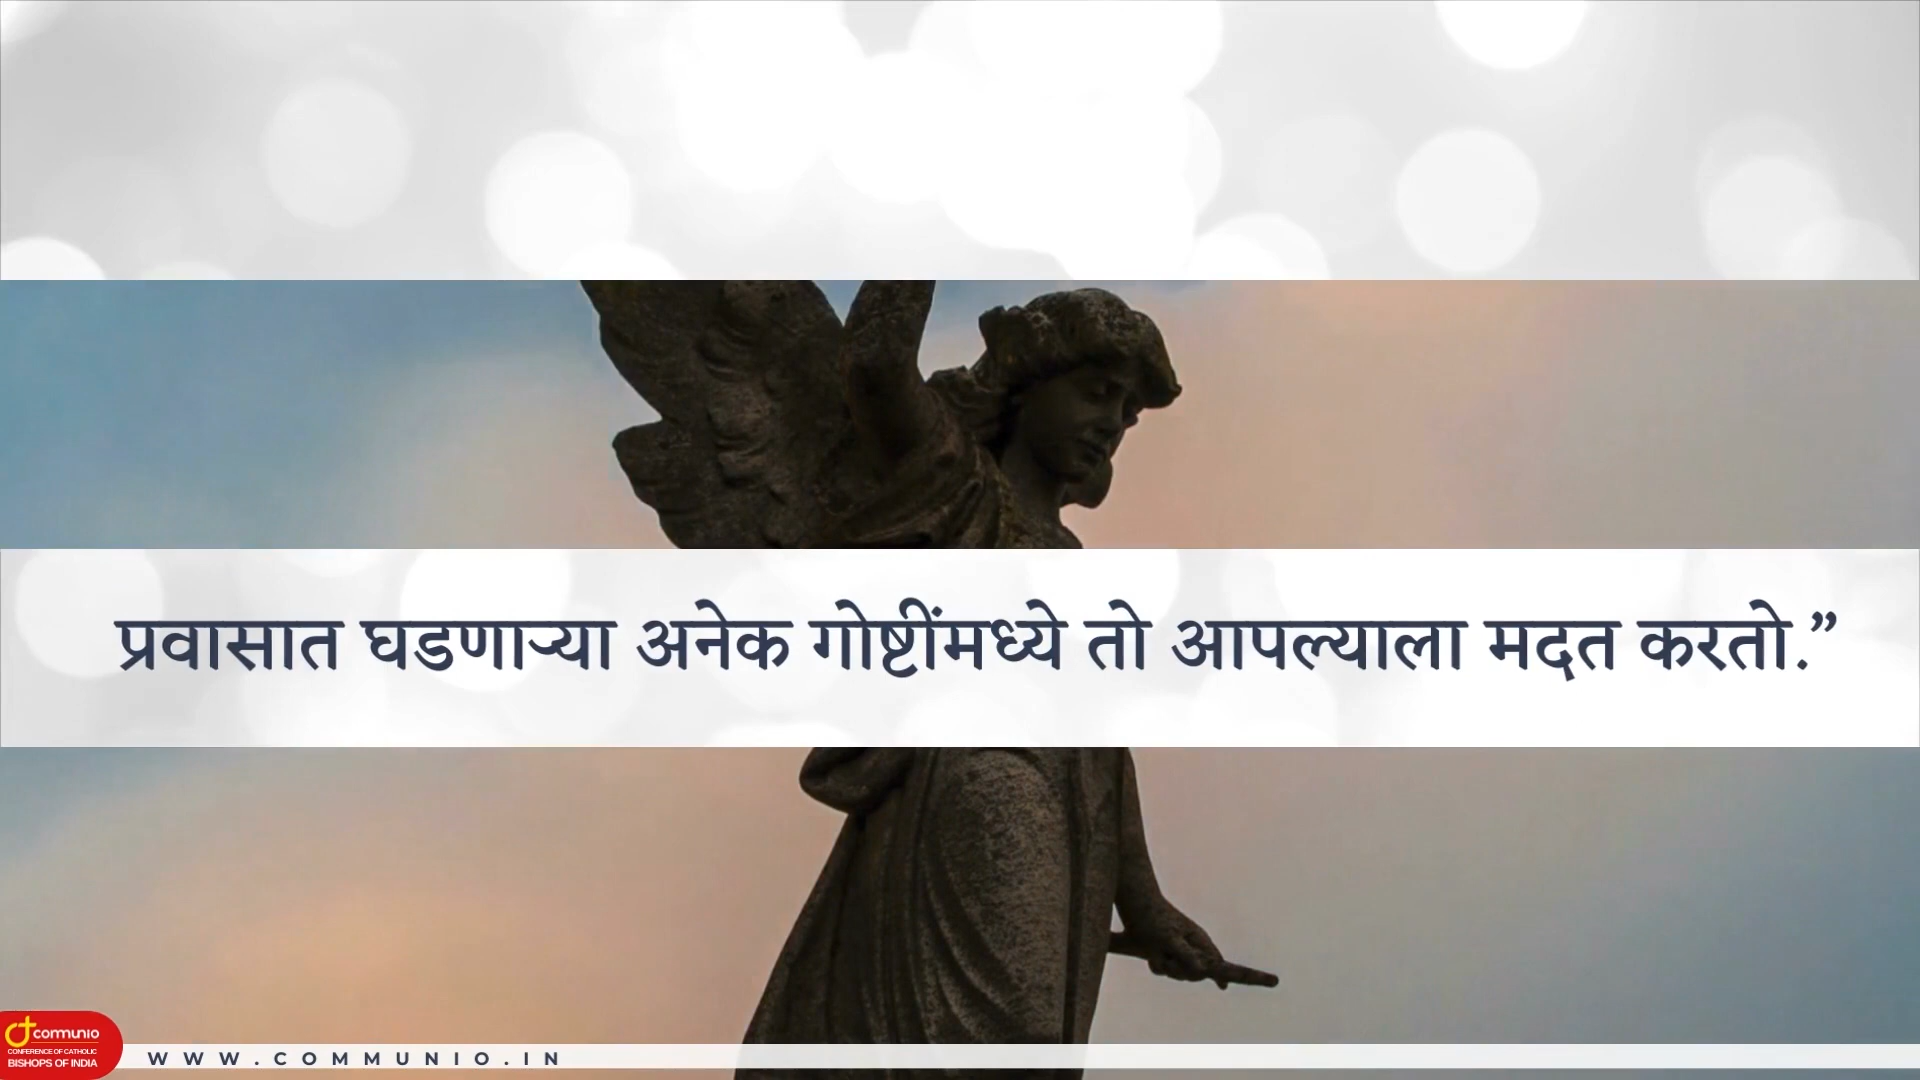 प्रवासात घडणाऱ्या अनेक गोष्टींमध्ये तो आपल्याला मदत करतो.”
communio
CONFERENCE OF CATHOLIC
BISHOPS OF INDIA
WWW.COMMUNIO.IN